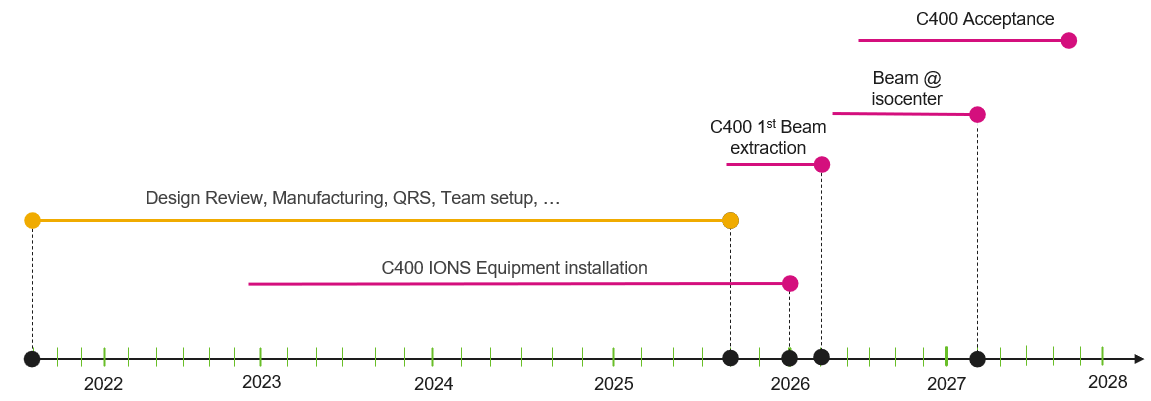 C400 Acceptance
Beam @
isocenter
C400 1st Beam
extraction
Design Review, Manufacturing, QRS, Team setup, …
C400 IONS Equipment installation
2022
2023
2024
2025
2026
2027
2028